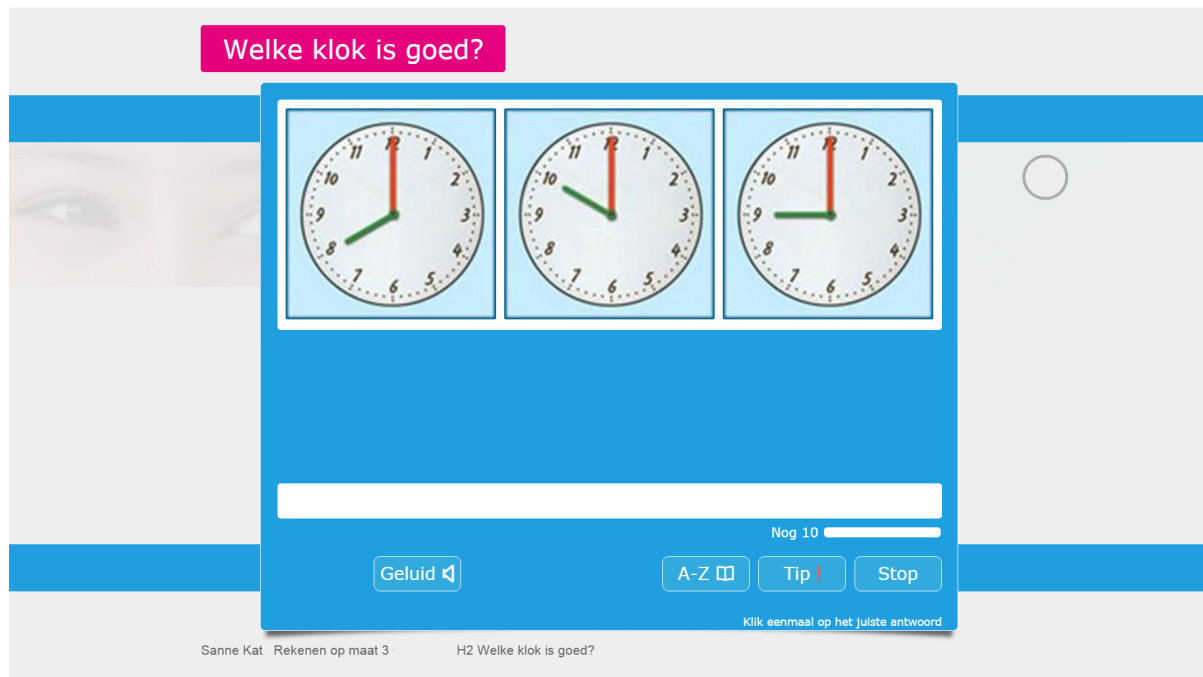 Welke klok is goed?
12 1 2 3 4 5 6 7 8 9 10 11
12 1 2 3 4 5 6 7 8 9 10 11
12 1 2 3 4 5 6 7 8 9 10 11
Nog 10
Geluid A-Z Tip ! Stop
Klik eenmaal op het juiste antwoord
Sanne Kat Rekenen op maat 3 H2 Welke klok is goed?